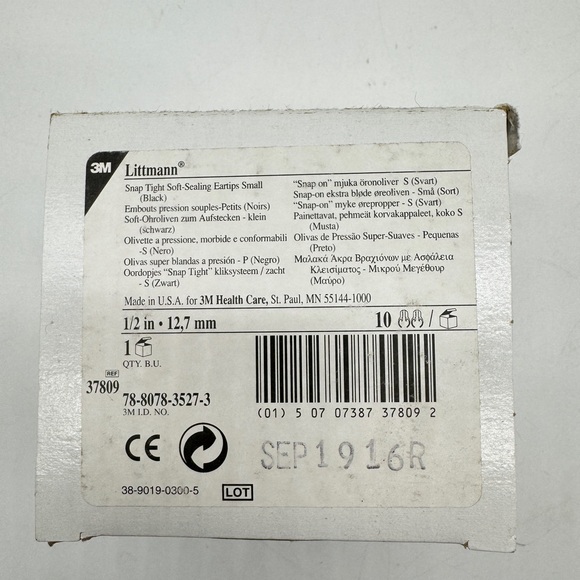 3M Littmann®
Snap Tight Soft-Sealing Eartips Small
(Black)
Embouts pression souples-Petits (Noirs)
Soft-Ohroliven zum Aufstecken - klein
(schwarz)
Olivette a pressione, morbide e conformabili
-S (Nero)
Olivas super blandas a presión - P (Negro)
Oordopjes "Snap Tight" kliksysteem / zacht
- S (Zwart)
"Snap on" mjuka öronoliver S (Svart)
Snap-on ekstra bløde øreoliven - Små (Sort)
"Snap-on" myke ørepropper - S (Svart)
Painettavat, pehmeät korvakappaleet, koko S
(Musta)
Olivas de Pressão Super-Suaves - Pequenas
(Preto)
Μαλακά Άκρα Βραχιόνων με Ασφάλεια
Κλεισίματος - Μικρού Μεγέθουρ
(Μαύρο)
Made in U.S.A. for 3M Health Care, St. Paul, MN 55144-1000
1/2 in • 12,7 mm
10 /
1
QTY. B.U.
REF
37809
78-8078-3527-3
3M I.D. NO.
(01) 5 07 07387 37809 2
CE
SEP1916R
38-9019-0300-5
LOT